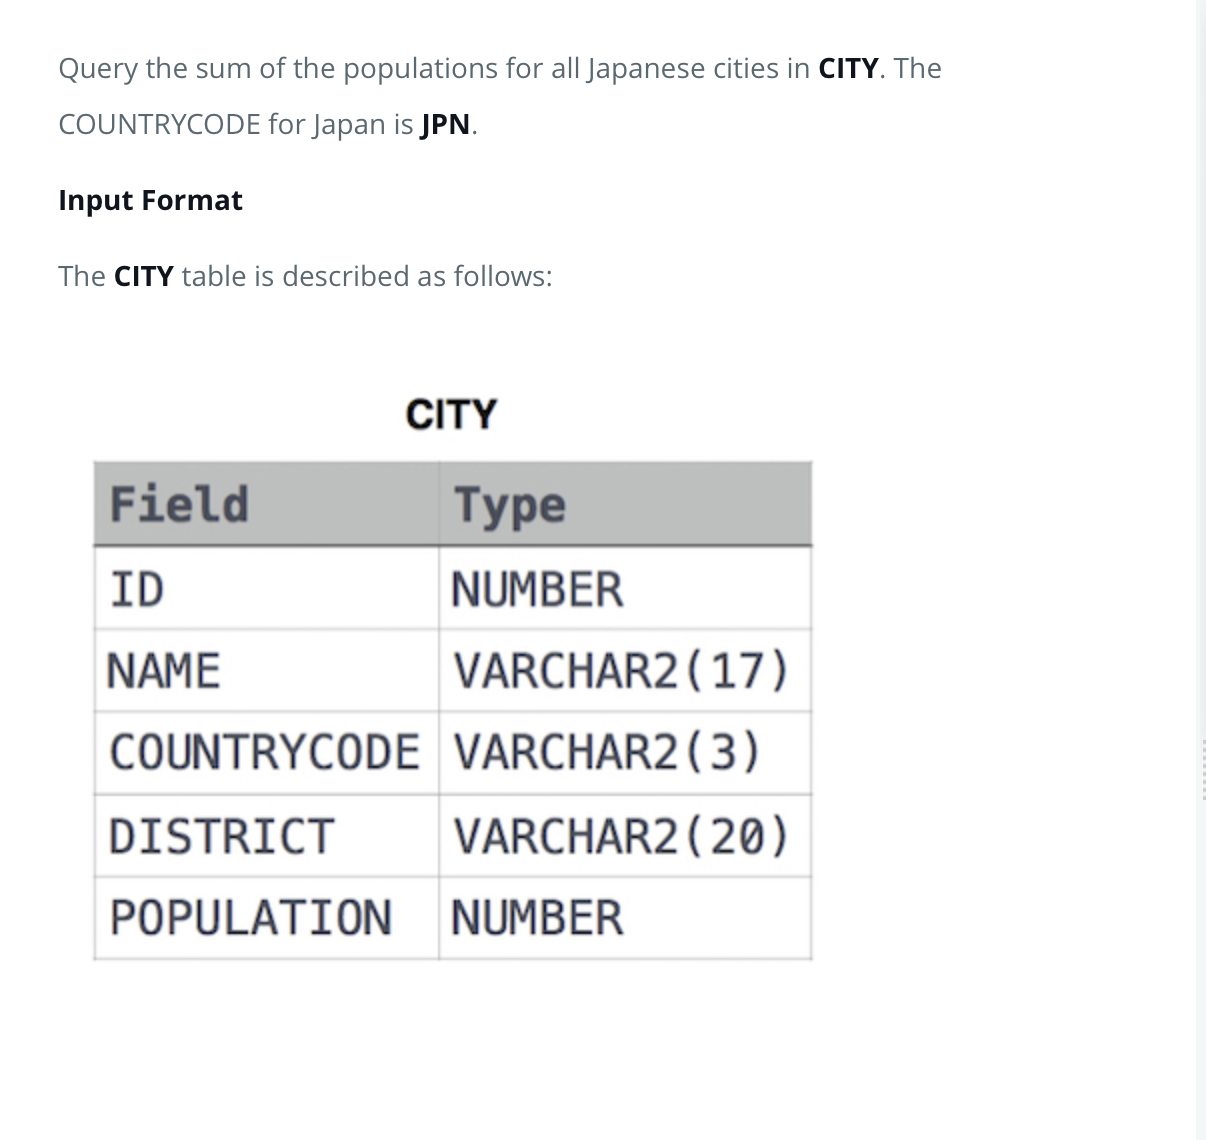 Query the sum of the populations for all Japanese cities in CITY. The
COUNTRYCODE for Japan is JPN.
Input Format
The CITY table is described as follows:
CITY
Field Type
ID NUMBER
NAME VARCHAR2(17)
COUNTRYCODE VARCHAR2(3)
DISTRICT VARCHAR2(20)
POPULATION NUMBER